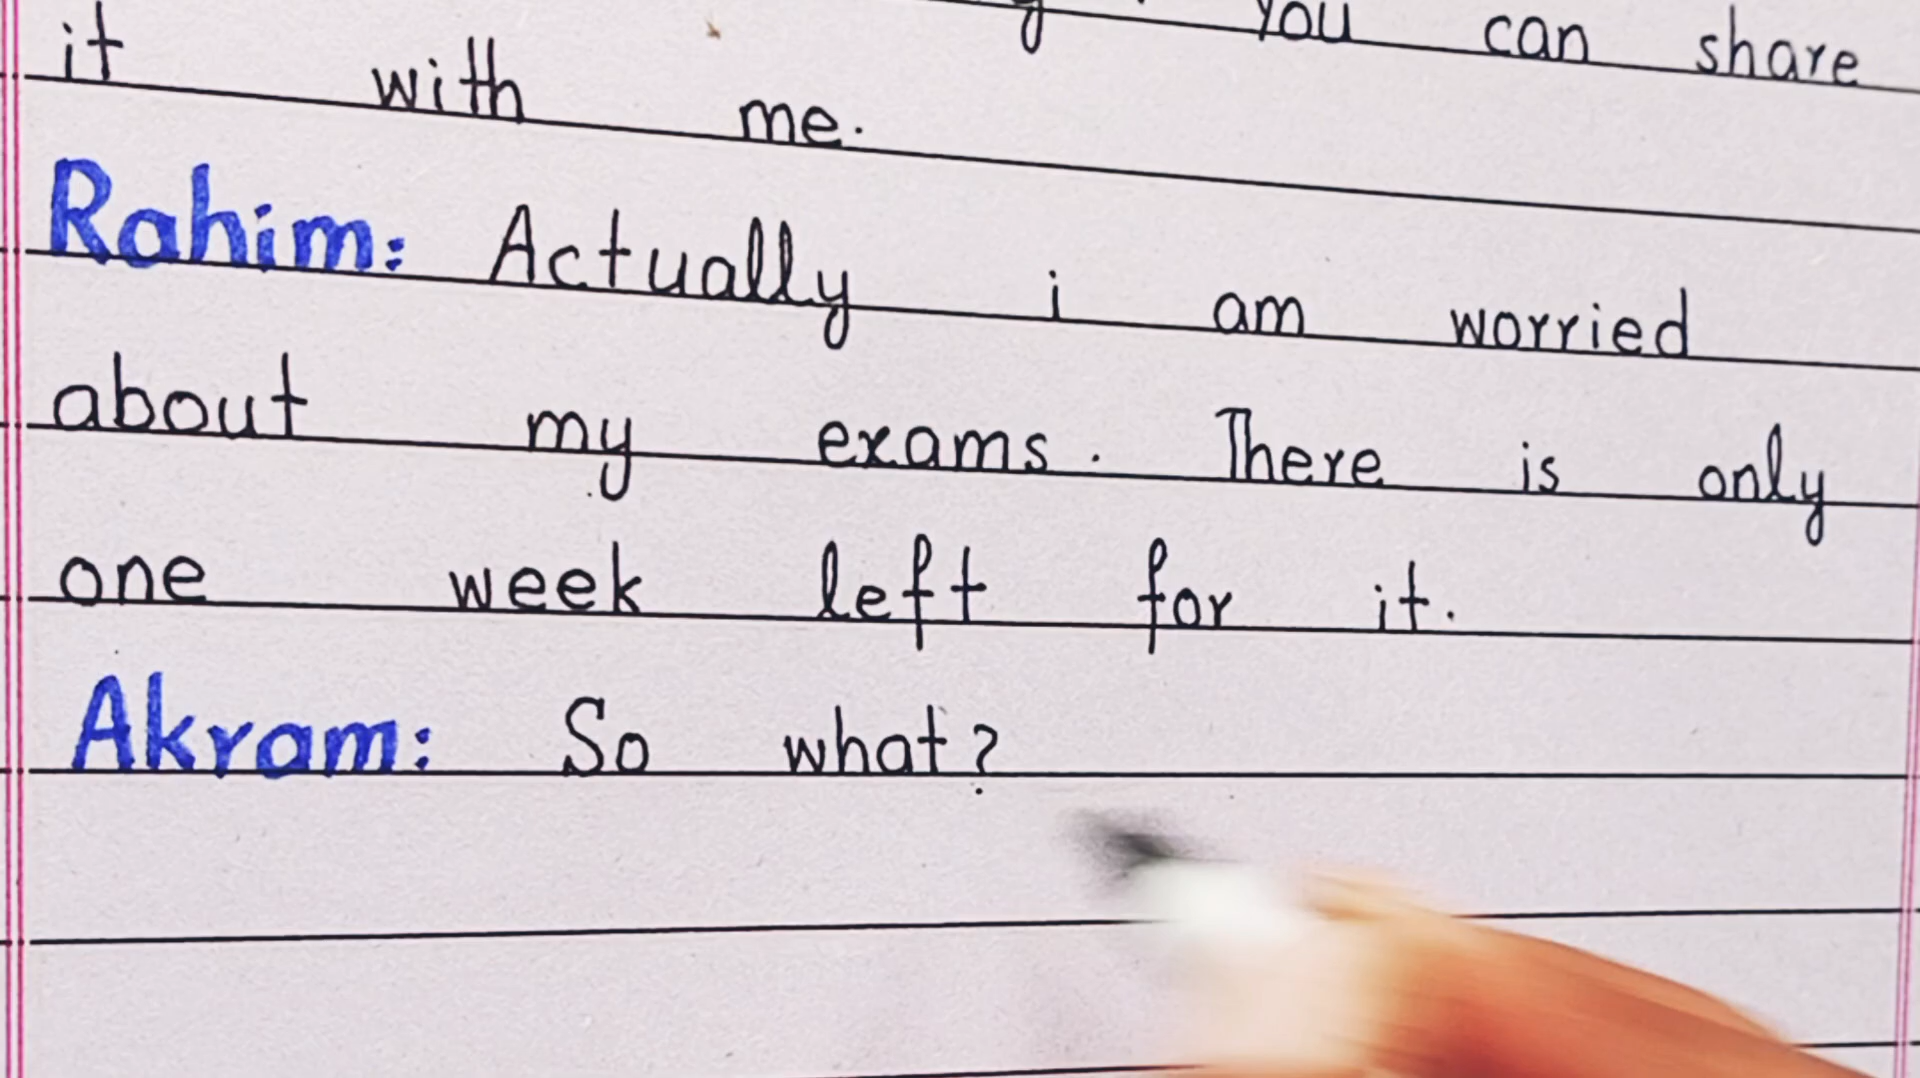 You can share
it with me.
Rahim: Actually i am worried
about my exams. There is only
one week left for it.
Akram: So what?